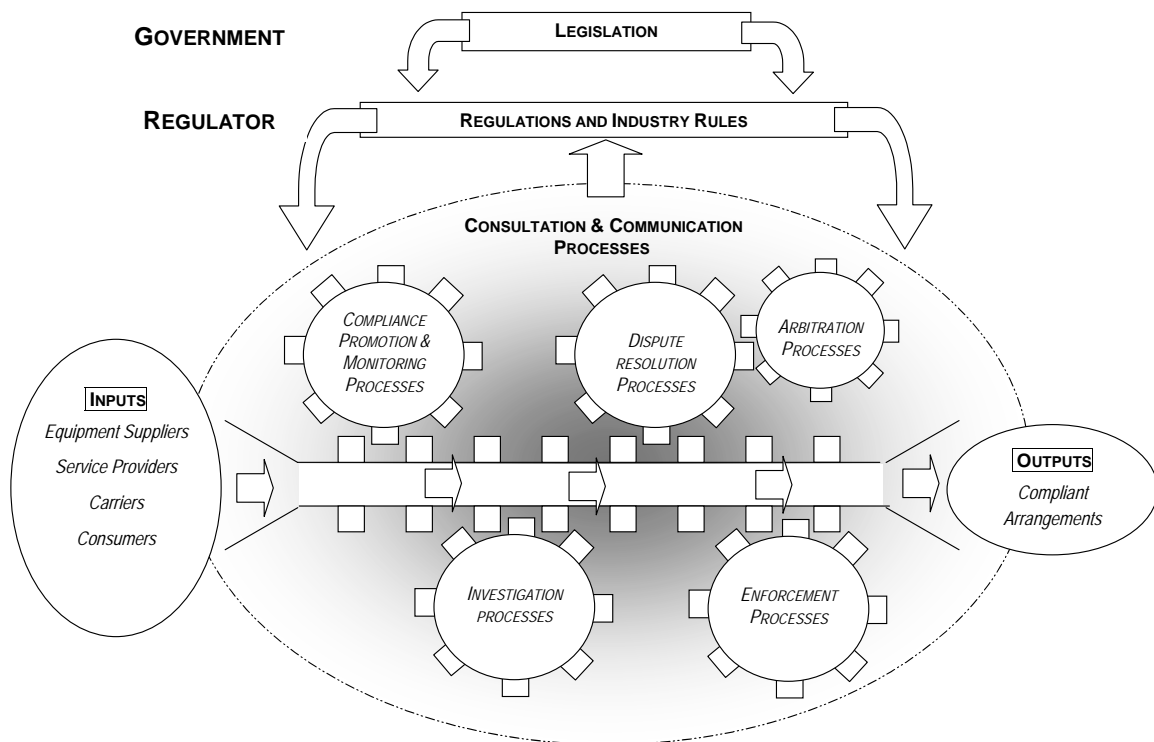 GOVERNMENT
LEGISLATION
REGULATOR
REGULATIONS AND INDUSTRY RULES
CONSULTATION & COMMUNICATION
PROCESSES
COMPLIANCE
PROMOTION &
MONITORING
PROCESSES
DISPUTE
RESOLUTION
PROCESSES
ARBITRATION
PROCESSES
INPUTS
Equipment Suppliers
Service Providers
Carriers
Consumers
OUTPUTS
Compliant
Arrangements
INVESTIGATION
PROCESSES
ENFORCEMENT
PROCESSES